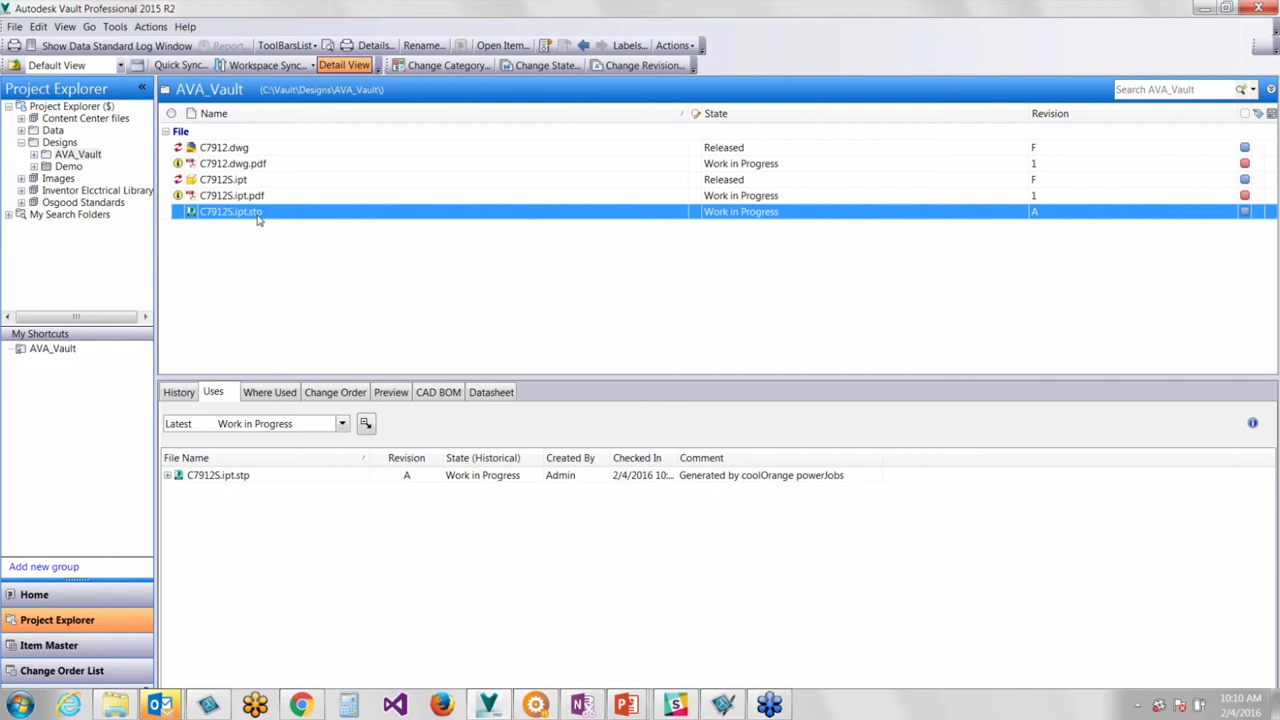 Autodesk Vault Professional 2015 R2
File Edit View Go Tools Actions Help
Show Data Standard Log Window Report... ToolBarsList Details... Rename... Open Item... Labels... Actions
Default View Quick Sync... Workspace Sync... Detail View Change Category... Change State... Change Revision...
Project Explorer «
AVA_Vault (C:\Vault\Designs\AVA_Vault\) Search AVA_Vault
Project Explorer ($)
Content Center files
Data
Designs
AVA_Vault
Demo
Images
Inventor Elcctrical Library
Osgood Standards
My Search Folders
Name State Revision
File
C7912.dwg Released F
C7912.dwg.pdf Work in Progress 1
C7912S.ipt Released F
C7912S.ipt.pdf Work in Progress 1
C7912S.ipt.stp Work in Progress A
My Shortcuts
AVA_Vault
History Uses Where Used Change Order Preview CAD BOM Datasheet
Latest Work in Progress
File Name Revision State (Historical) Created By Checked In Comment
C7912S.ipt.stp A Work in Progress Admin 2/4/2016 10:... Generated by coolOrange powerJobs
Add new group
Home
Project Explorer
Item Master
Change Order List
10:10 AM
2/4/2016